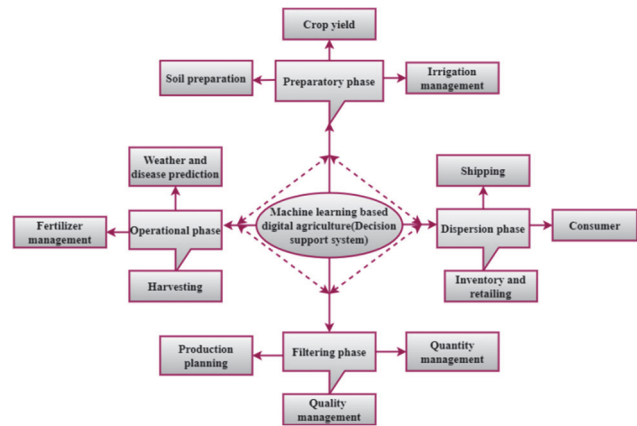 Crop yield
Soil preparation
Preparatory phase
Irrigation
management
Weather and
disease prediction
Shipping
Fertilizer
management
Operational phase
Machine learning based
digital agriculture(Decision
support system)
Dispersion phase
Consumer
Harvesting
Inventory and
retailing
Production
planning
Filtering phase
Quantity
management
Quality
management